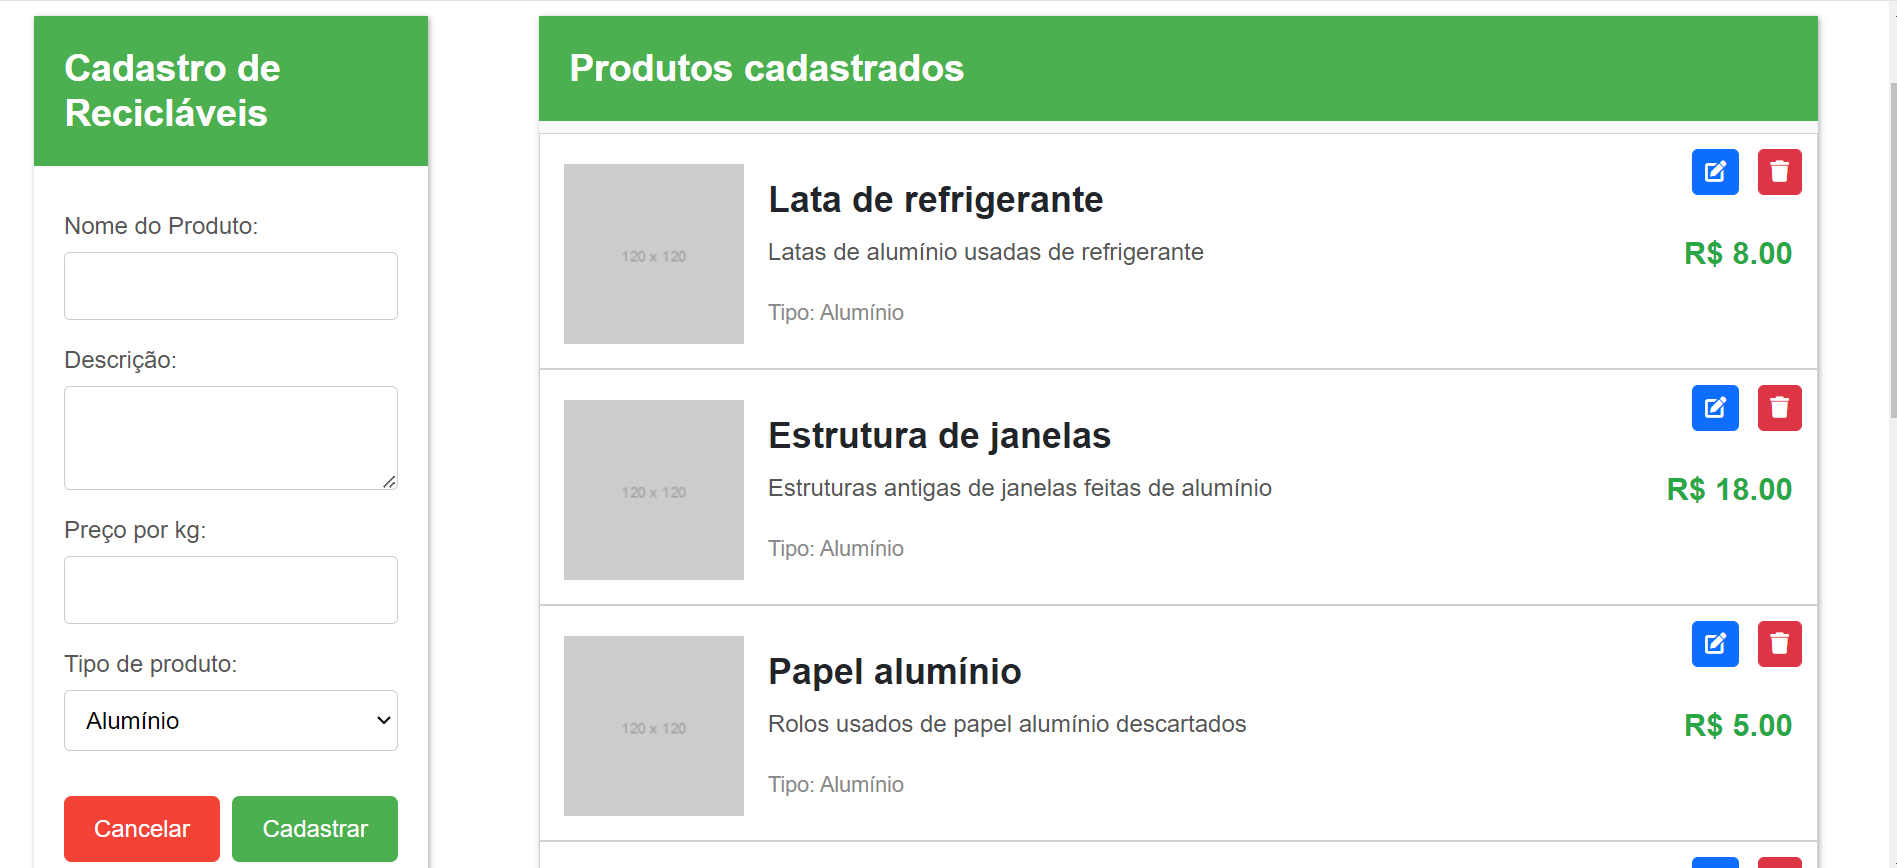 Cadastro de
Recicláveis
Nome do Produto:
Descrição:
Preço por kg:
Tipo de produto:
Alumínio
Cancelar
Cadastrar
Produtos cadastrados
120 x 120
Lata de refrigerante
Latas de alumínio usadas de refrigerante
Tipo: Alumínio
R$ 8.00
120 x 120
Estrutura de janelas
Estruturas antigas de janelas feitas de alumínio
Tipo: Alumínio
R$ 18.00
120 x 120
Papel alumínio
Rolos usados de papel alumínio descartados
Tipo: Alumínio
R$ 5.00